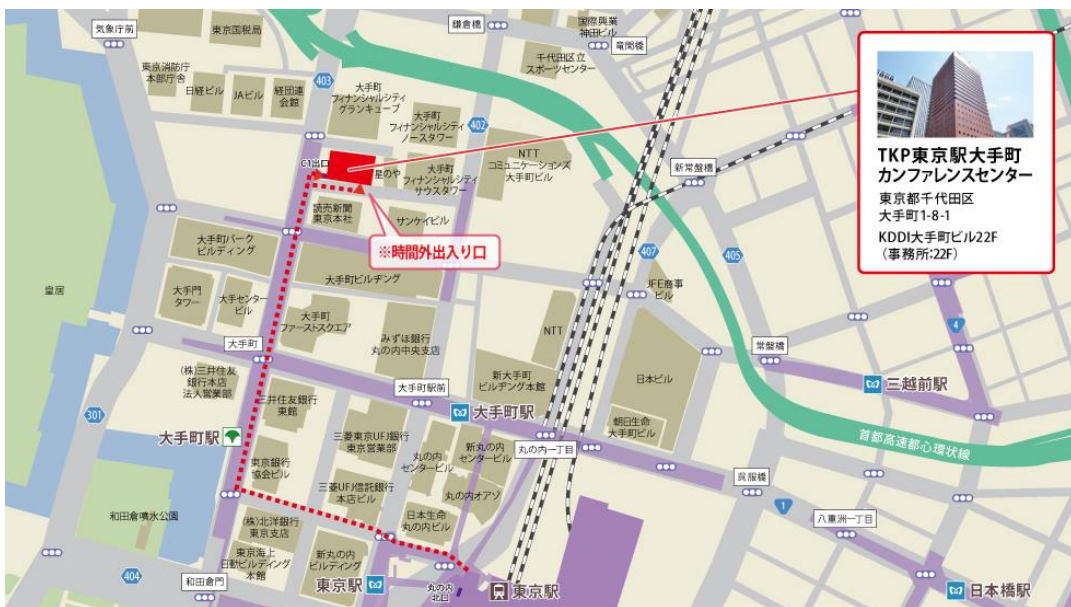 気象庁前
東京国税局
鎌倉橋
国際興業
神田ビル
竜閑橋
千代田区立
スポーツセンター
東京消防庁
本部庁舎
日経ビル
JAビル
経団連
会館
403
大手町
フィナンシャルシティ
グランキューブ
402
大手町
フィナンシャルシティ
ノースタワー
NTT
コミュニケーションズ
大手町ビル
新常盤橋
TKP東京駅大手町
カンファレンスセンター
東京都千代田区
大手町1-8-1
KDDI大手町ビル22F
（事務所:22F）
C1出口
星のや
大手町
フィナンシャルシティ
サウスタワー
読売新聞
東京本社
サンケイビル
※時間外出入り口
大手町パーク
ビルディング
大手町ビルヂング
407
405
皇居
大手門
タワー
大手センター
ビル
大手町
ファーストスクエア
JFE商事
ビル
NTT
みずほ銀行
丸の内中央支店
4
大手町
常盤橋
(株)三井住友
銀行本店
法人営業部
新大手町
ビルヂング本館
日本ビル
三越前駅
大手町駅前
三井住友銀行
東館
301
大手町駅
朝日生命
大手町ビル
大手町駅
三菱東京UFJ銀行
東京営業部
丸の内
センタービル
新丸の内
センタービル
丸の内一丁目
首都高速都心環状線
東京銀行
協会ビル
三菱UFJ信託銀行
本店ビル
丸の内オアゾ
呉服橋
1
和田倉噴水公園
(株)北洋銀行
東京支店
日本生命
丸の内ビル
八重洲一丁目
東京海上
日動ビルディング
本館
新丸の内
ビルディング
404
和田倉門
東京駅
丸の内
北口
東京駅
日本橋駅